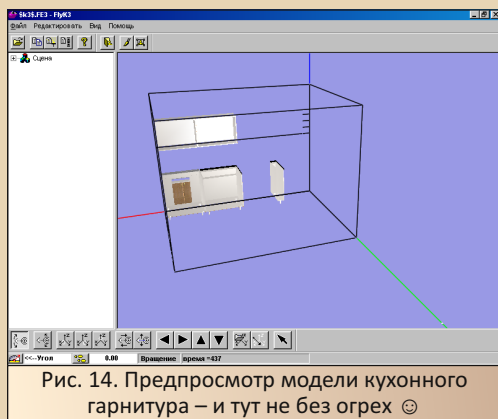 $k3$.FE3 - FlyK3
Файл Редактировать Вид Помощь
Сцена
<<--Угол 0.00 Вращение время =437
Рис. 14. Предпросмотр модели кухонного
гарнитура – и тут не без огрех ☺